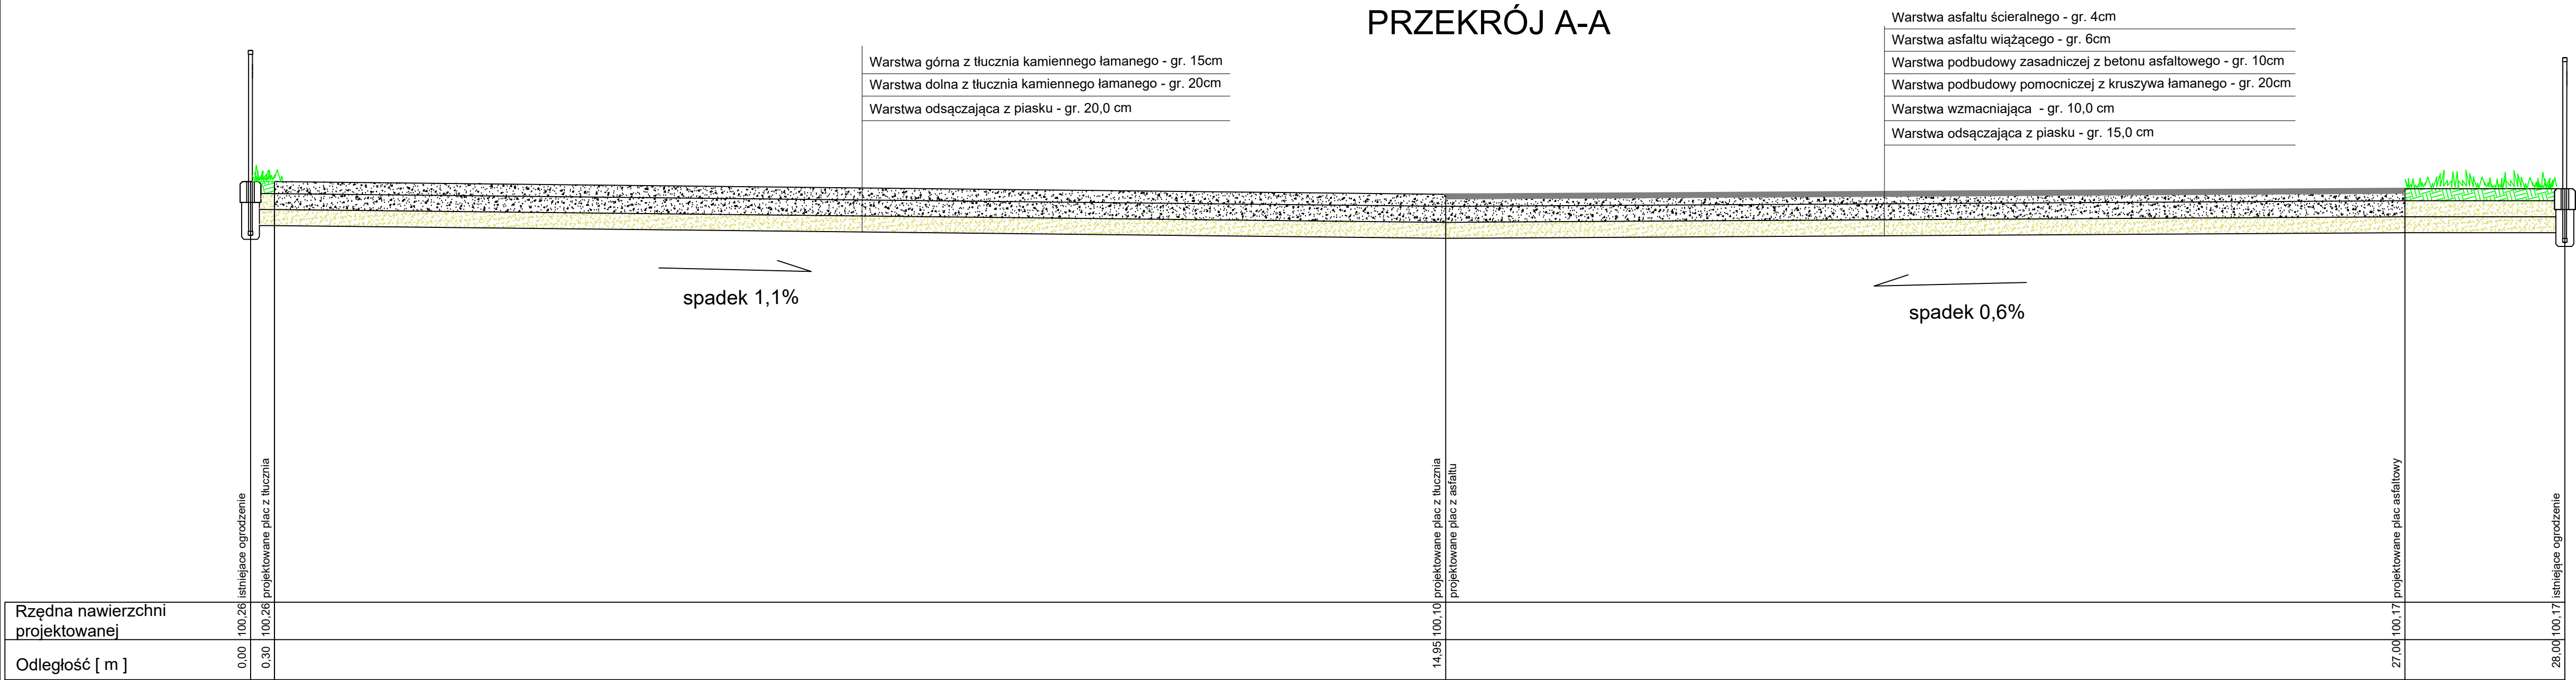 PRZEKRÓJ A-A
Warstwa górna z tłucznia kamiennego łamanego - gr. 15cm
Warstwa dolna z tłucznia kamiennego łamanego - gr. 20cm
Warstwa odsączająca z piasku - gr. 20,0 cm
Warstwa asfaltu ścieralnego - gr. 4cm
Warstwa asfaltu wiążącego - gr. 6cm
Warstwa podbudowy zasadniczej z betonu asfaltowego - gr. 10cm
Warstwa podbudowy pomocniczej z kruszywa łamanego - gr. 20cm
Warstwa wzmacniająca - gr. 10,0 cm
Warstwa odsączająca z piasku - gr. 15,0 cm
spadek 1,1%
spadek 0,6%
istniejace ogrodzenie
projektowane plac z tłucznia
projektowane plac z tłucznia
projektowane plac z asfaltu
projektowane plac asfaltowy
istniejące ogrodzenie
Rzędna nawierzchni
projektowanej
100,26
100,26
100,10
100,17
100,17
Odległość [ m ]
0,00
0,30
14,95
27,00
28,00